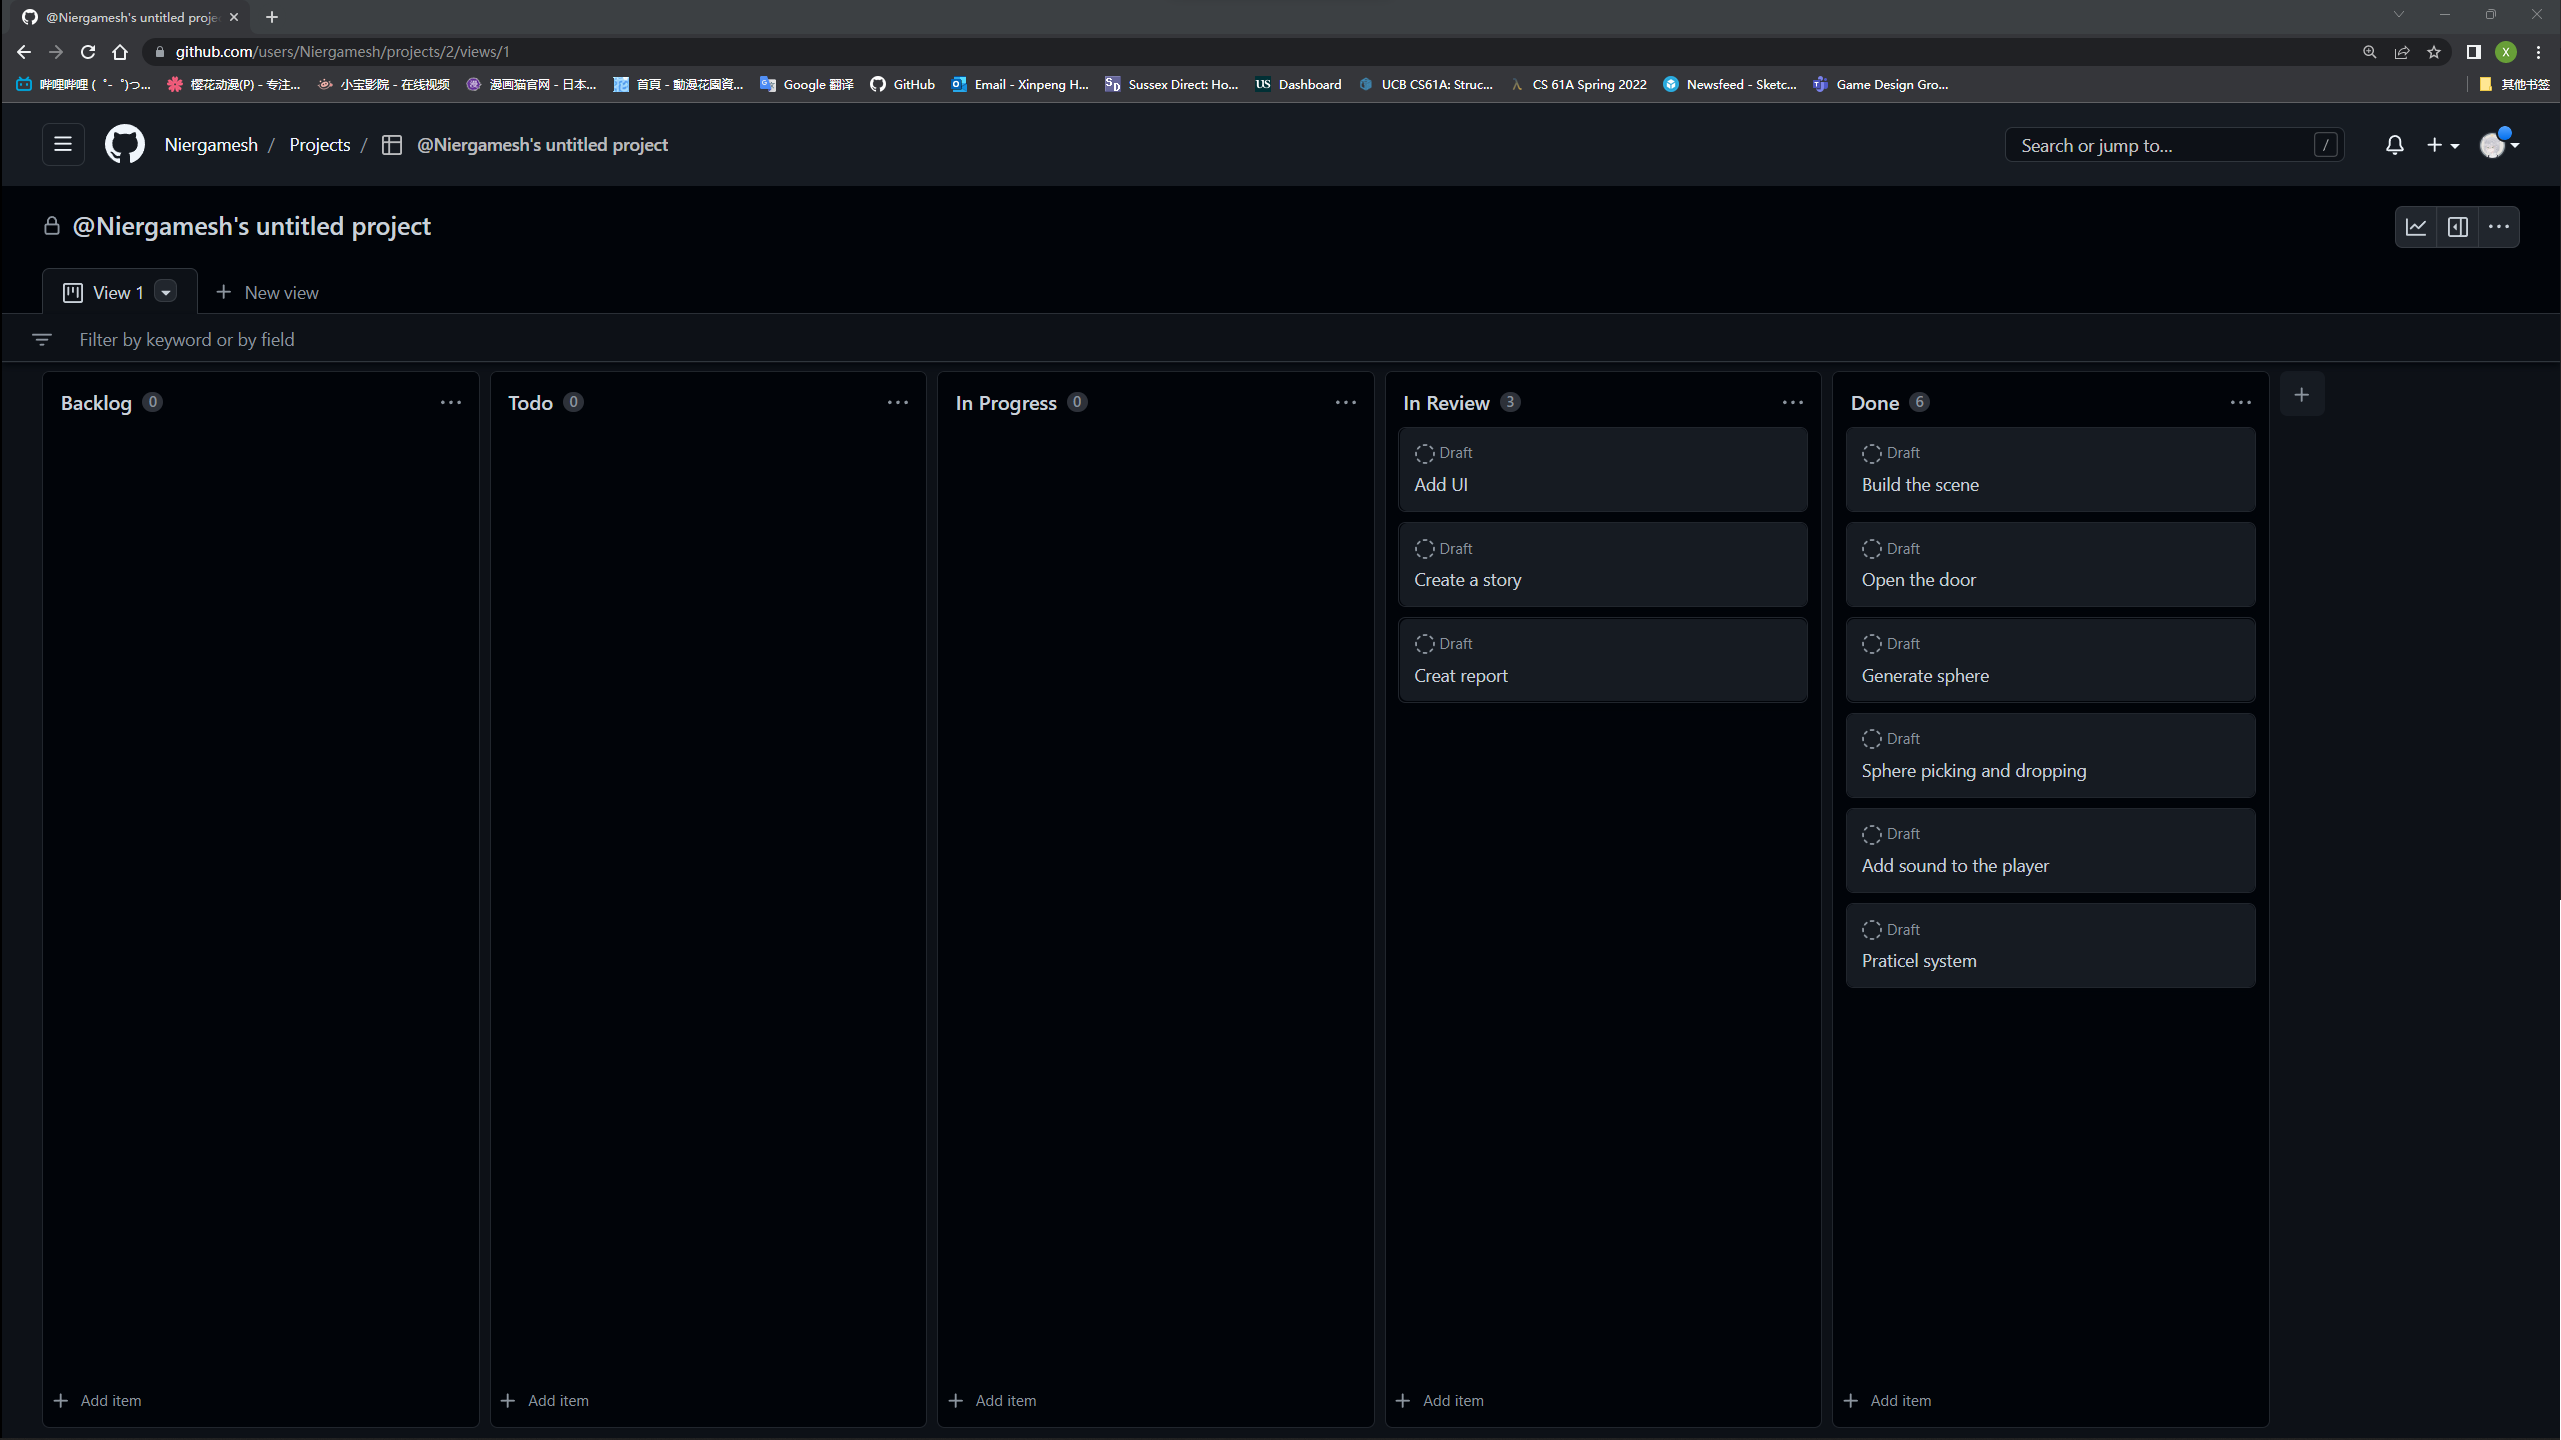 @Niergamesh's untitled proje
github.com/users/Niergamesh/projects/2/views/1
哔哩哔哩 ( ゜- ゜)つ... 樱花动漫(P) - 专注... 小宝影院 - 在线视频 漫画猫官网 - 日本... 首頁 - 動漫花園資... Google 翻译 GitHub Email - Xinpeng H... Sussex Direct: Ho... US Dashboard UCB CS61A: Struc... CS 61A Spring 2022 Newsfeed - Sketc... Game Design Gro... 其他书签
Niergamesh / Projects / @Niergamesh's untitled project Search or jump to... /
@Niergamesh's untitled project
View 1 New view
Filter by keyword or by field
Backlog 0
Todo 0
In Progress 0
In Review 3
Draft
Add UI
Draft
Create a story
Draft
Creat report
Done 6
Draft
Build the scene
Draft
Open the door
Draft
Generate sphere
Draft
Sphere picking and dropping
Draft
Add sound to the player
Draft
Praticel system
Add item Add item Add item Add item Add item